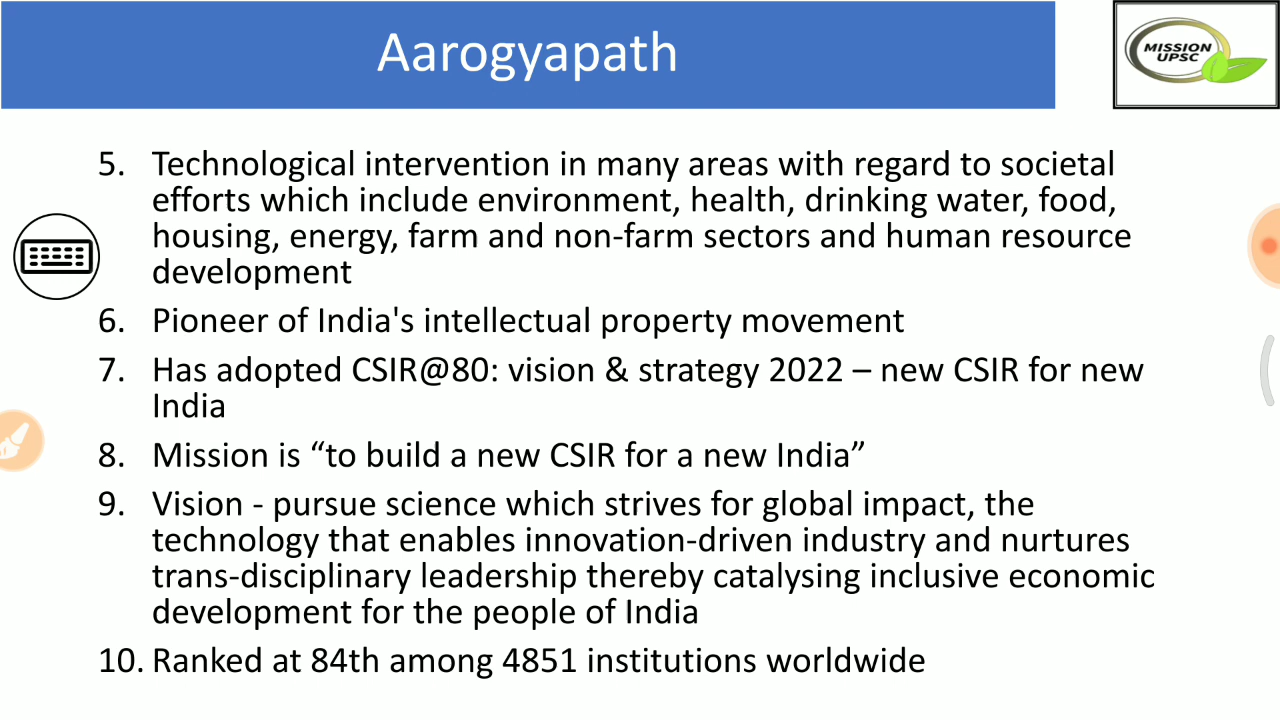 Aarogyapath
MISSION
UPSC
5. Technological intervention in many areas with regard to societal
efforts which include environment, health, drinking water, food,
housing, energy, farm and non-farm sectors and human resource
development
6. Pioneer of India's intellectual property movement
7. Has adopted CSIR@80: vision & strategy 2022 – new CSIR for new
India
8. Mission is “to build a new CSIR for a new India”
9. Vision - pursue science which strives for global impact, the
technology that enables innovation-driven industry and nurtures
trans-disciplinary leadership thereby catalysing inclusive economic
development for the people of India
10. Ranked at 84th among 4851 institutions worldwide